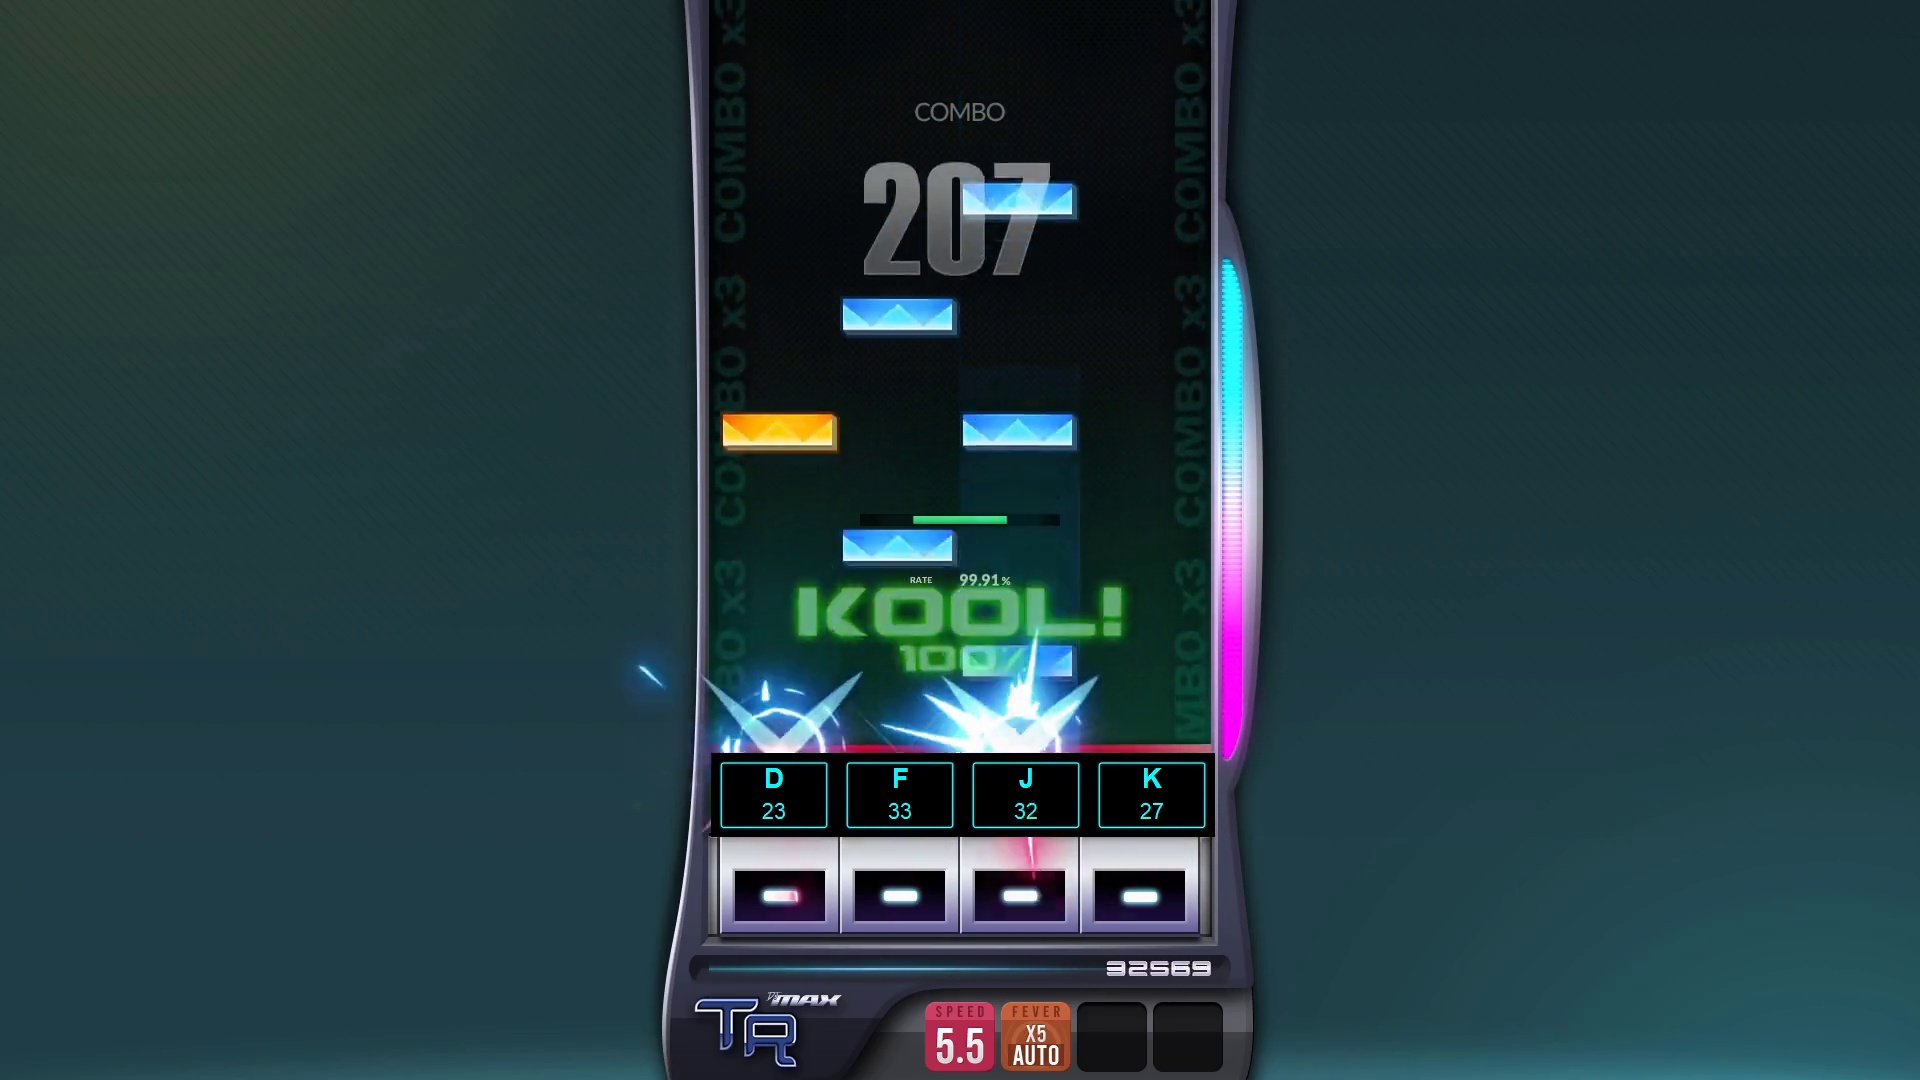 COMBO x3
COMBO x3
COMBO x3
COMBO x3
COMBO x3
COMBO x3
COMBO
207
RATE 99.91%
KOOL!
100%
D F J K
23 33 32 27
32569
DJMAX
TR
SPEED
5.5
FEVER
X5
AUTO